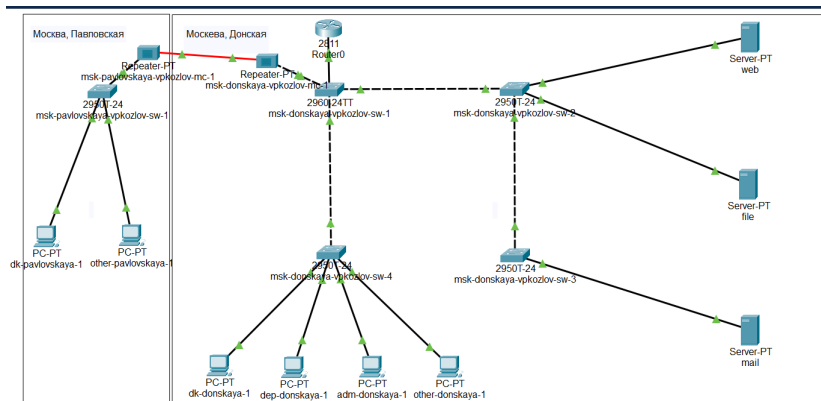 Москва, Павловская
Москева, Донская
2811
Router0
Repeater-PT
msk-pavlovskaya-vpkozlov-mc-1
Repeater-PT
msk-donskaya-vpkozlov-mc-1
2950T-24
msk-pavlovskaya-vpkozlov-sw-1
2960-24TT
msk-donskaya-vpkozlov-sw-1
2950T-24
msk-donskaya-vpkozlov-sw-2
Server-PT
web
Server-PT
file
PC-PT
dk-pavlovskaya-1
PC-PT
other-pavlovskaya-1
2950T-24
msk-donskaya-vpkozlov-sw-4
2950T-24
msk-donskaya-vpkozlov-sw-3
Server-PT
mail
PC-PT
dk-donskaya-1
PC-PT
dep-donskaya-1
PC-PT
adm-donskaya-1
PC-PT
other-donskaya-1